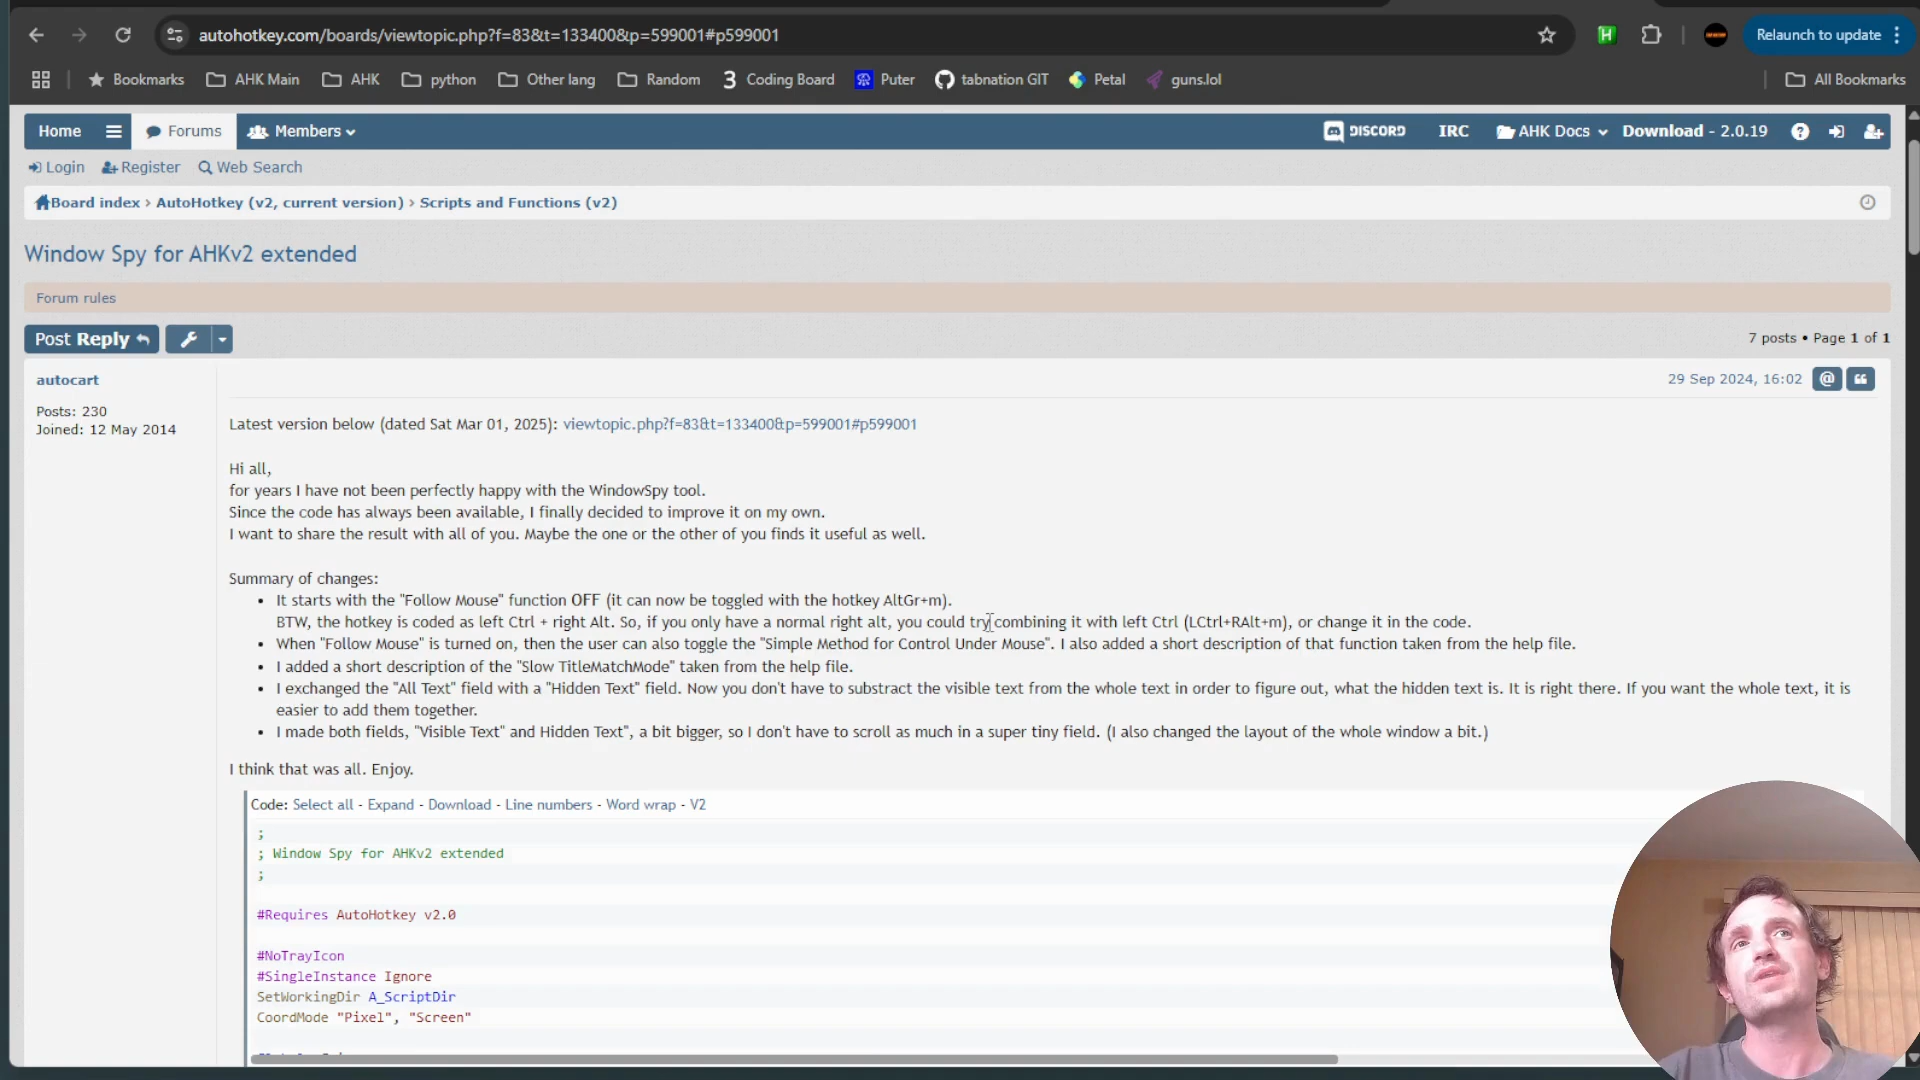 autohotkey.com/boards/viewtopic.php?f=83&t=133400&p=599001#p599001
Relaunch to update
Bookmarks AHK Main AHK python Other lang Random Coding Board Puter tabnation GIT Petal guns.lol All Bookmarks
Home Forums Members DISCORD IRC AHK Docs Download - 2.0.19
Login Register Web Search
Board index › AutoHotkey (v2, current version) › Scripts and Functions (v2)
Window Spy for AHKv2 extended
Forum rules
Post Reply
7 posts • Page 1 of 1
autocart
29 Sep 2024, 16:02
Posts: 230
Joined: 12 May 2014
Latest version below (dated Sat Mar 01, 2025): viewtopic.php?f=83&t=133400&p=599001#p599001
Hi all,
for years I have not been perfectly happy with the WindowSpy tool.
Since the code has always been available, I finally decided to improve it on my own.
I want to share the result with all of you. Maybe the one or the other of you finds it useful as well.
Summary of changes:
• It starts with the "Follow Mouse" function OFF (it can now be toggled with the hotkey AltGr+m).
BTW, the hotkey is coded as left Ctrl + right Alt. So, if you only have a normal right alt, you could try combining it with left Ctrl (LCtrl+RAlt+m), or change it in the code.
• When "Follow Mouse" is turned on, then the user can also toggle the "Simple Method for Control Under Mouse". I also added a short description of that function taken from the help file.
• I added a short description of the "Slow TitleMatchMode" taken from the help file.
• I exchanged the "All Text" field with a "Hidden Text" field. Now you don't have to substract the visible text from the whole text in order to figure out, what the hidden text is. It is right there. If you want the whole text, it is
easier to add them together.
• I made both fields, "Visible Text" and Hidden Text", a bit bigger, so I don't have to scroll as much in a super tiny field. (I also changed the layout of the whole window a bit.)
I think that was all. Enjoy.
Code: Select all - Expand - Download - Line numbers - Word wrap - V2
;
; Window Spy for AHKv2 extended
;
#Requires AutoHotkey v2.0
#NoTrayIcon
#SingleInstance Ignore
SetWorkingDir A_ScriptDir
CoordMode "Pixel", "Screen"